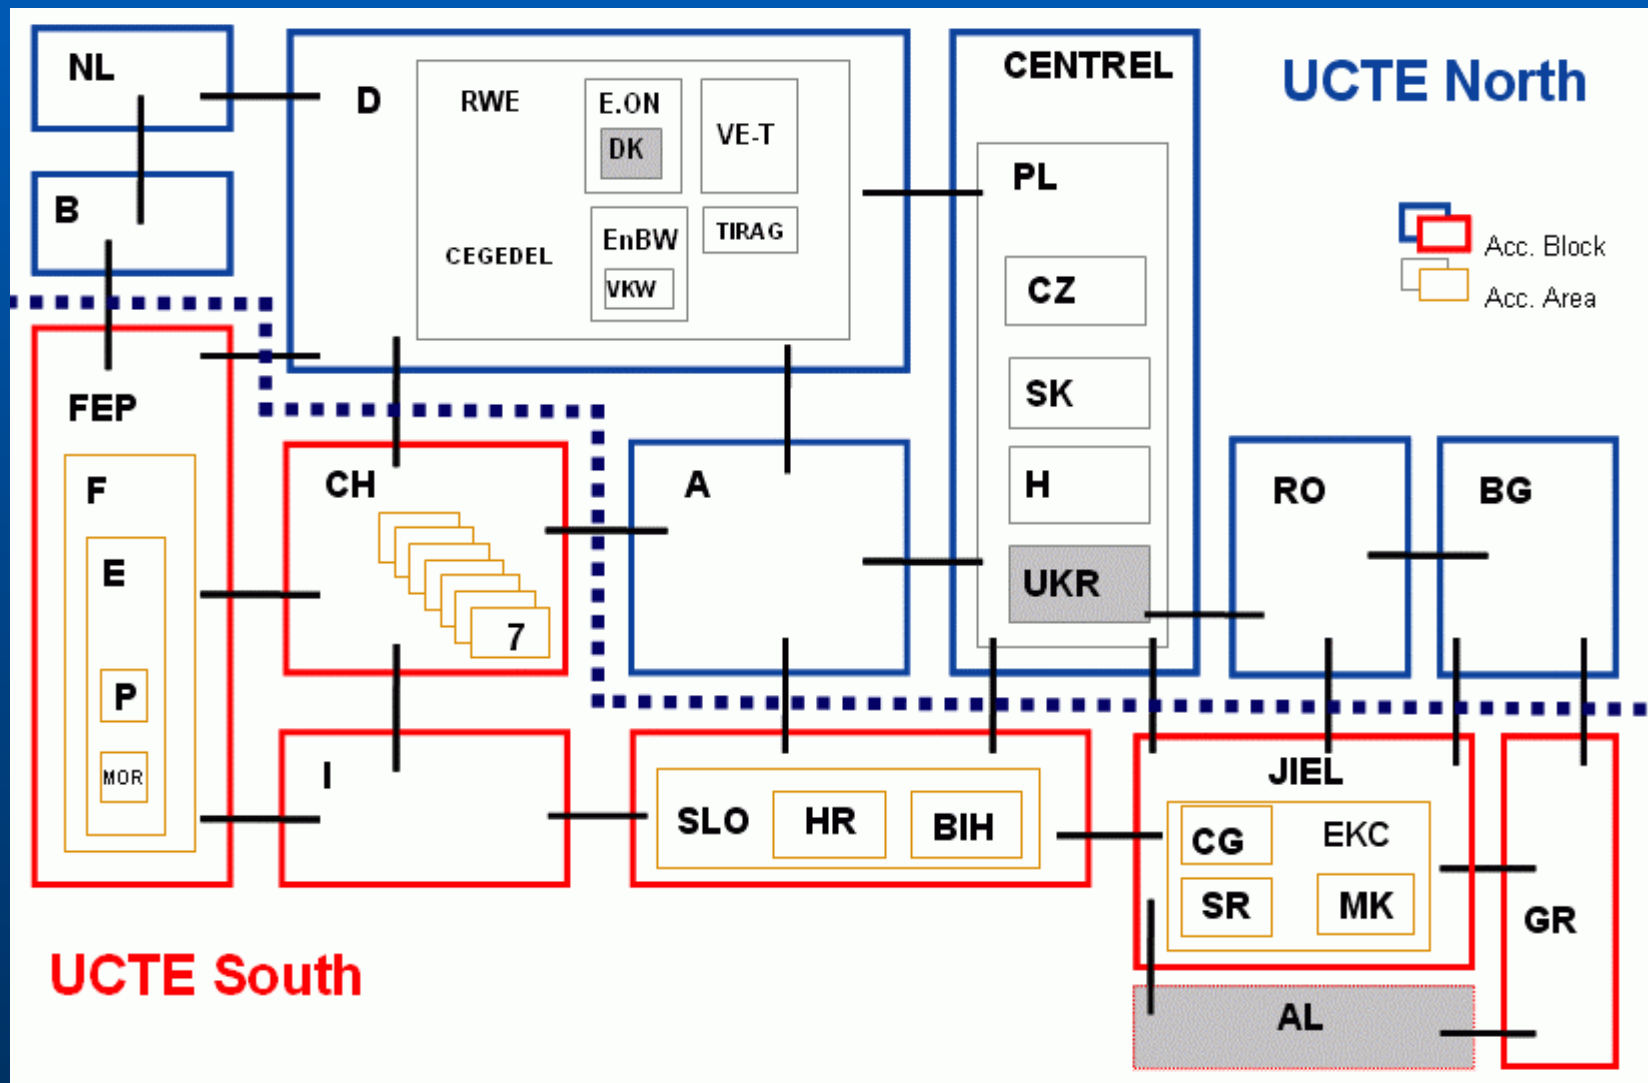 NL
D
RWE
E.ON
DK
VE-T
CENTREL
UCTE North
B
CEGEDEL
EnBW
VKW
TIRAG
PL
CZ
SK
H
UKR
Acc. Block
Acc. Area
FEP
F
E
P
MOR
CH
7
A
RO
BG
I
SLO
HR
BIH
JIEL
CG
EKC
SR
MK
GR
AL
UCTE South